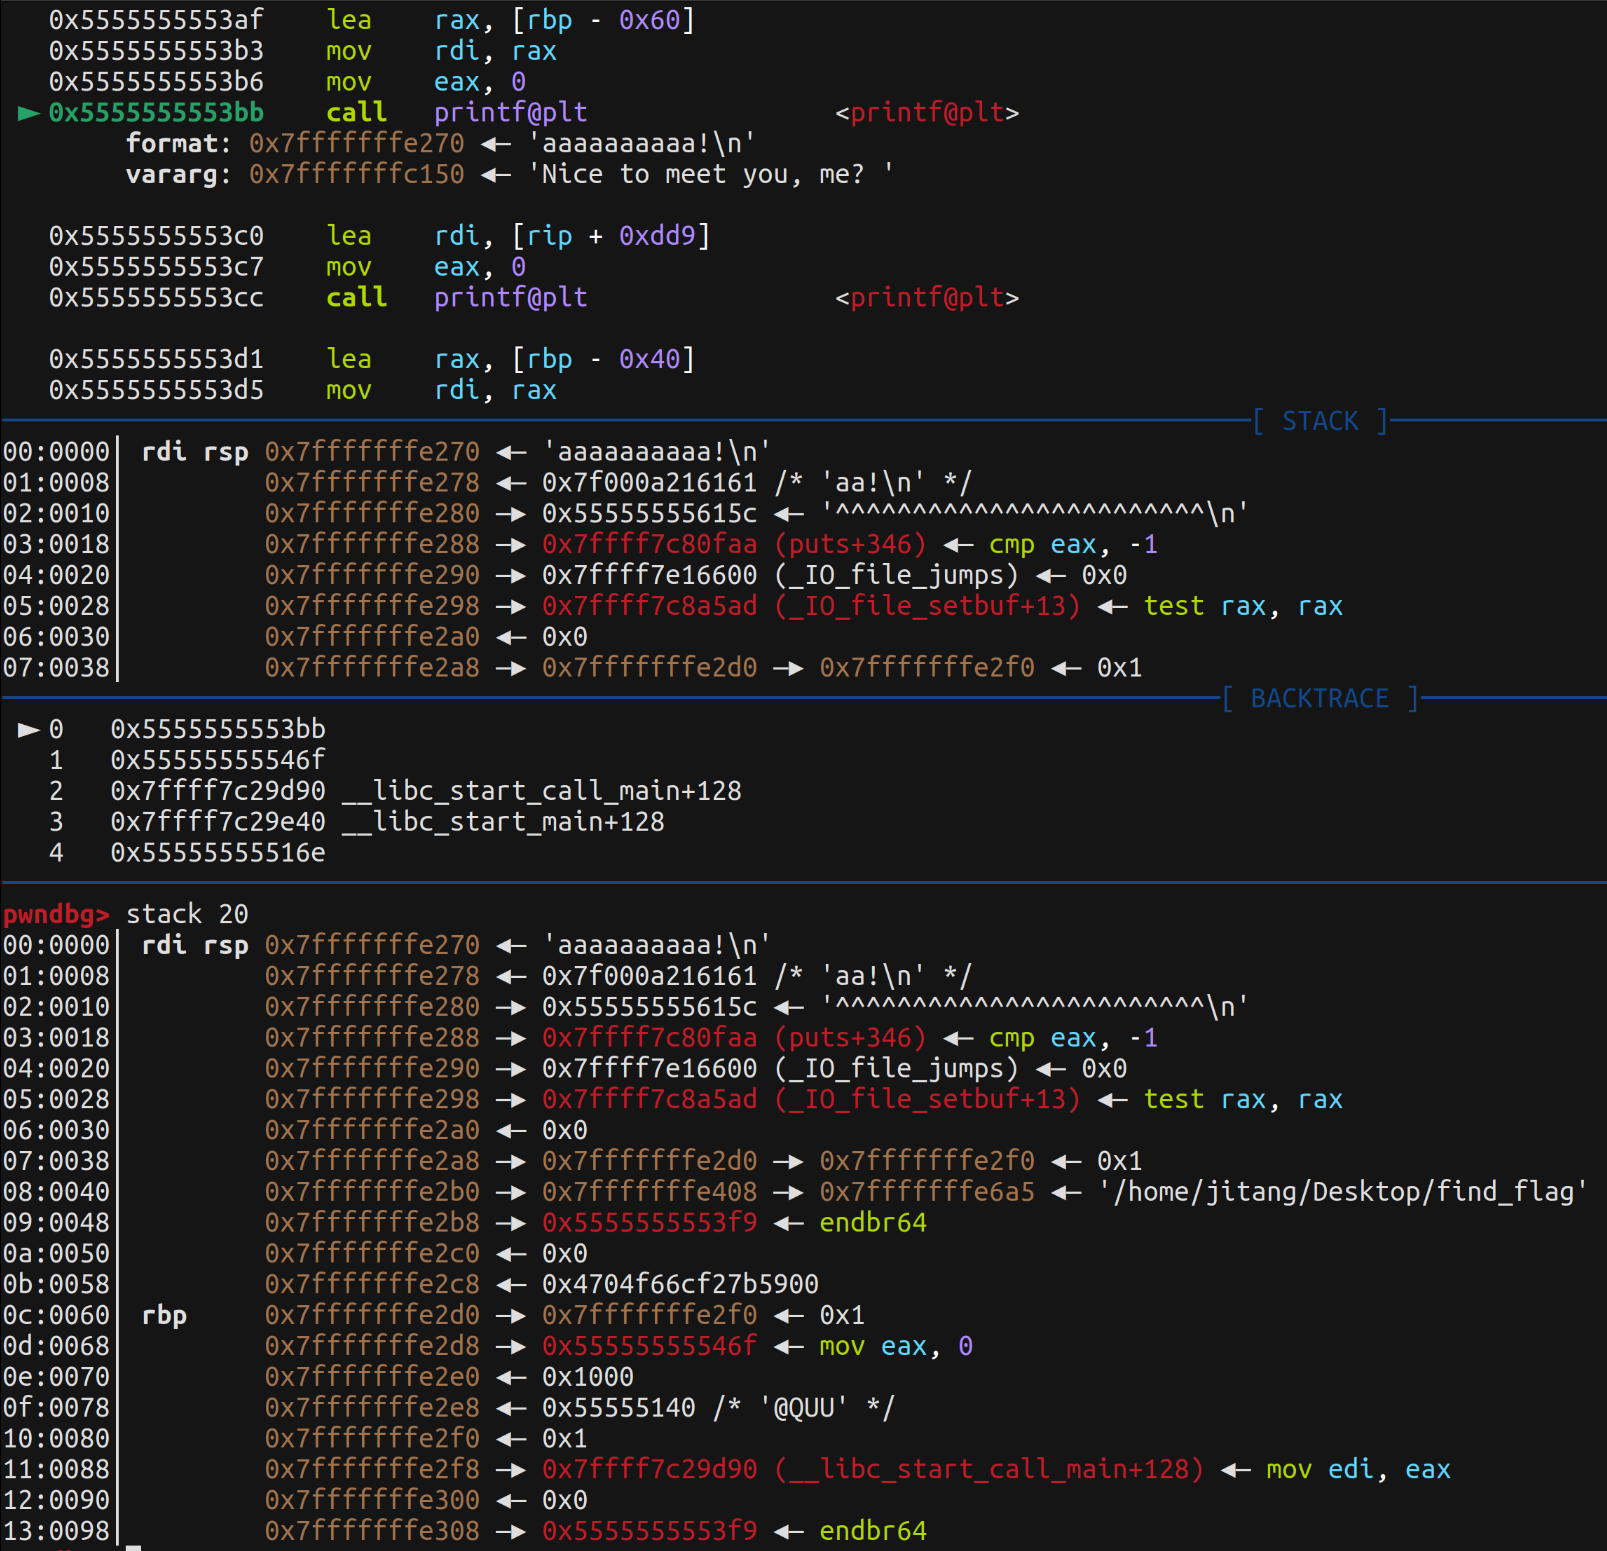 0x5555555553af    lea    rax, [rbp - 0x60]
0x5555555553b3    mov    rdi, rax
0x5555555553b6    mov    eax, 0
► 0x5555555553bb    call   printf@plt                <printf@plt>
format: 0x7fffffffe270 ◄— 'aaaaaaaaaa!\n'
vararg: 0x7fffffffc150 ◄— 'Nice to meet you, me? '
0x5555555553c0    lea    rdi, [rip + 0xdd9]
0x5555555553c7    mov    eax, 0
0x5555555553cc    call   printf@plt                <printf@plt>
0x5555555553d1    lea    rax, [rbp - 0x40]
0x5555555553d5    mov    rdi, rax
[ STACK ]
00:0000│ rdi rsp 0x7fffffffe270 ◄— 'aaaaaaaaaa!\n'
01:0008│         0x7fffffffe278 ◄— 0x7f000a216161 /* 'aa!\n' */
02:0010│         0x7fffffffe280 —► 0x55555555615c ◄— '^^^^^^^^^^^^^^^^^^^^^^^^\n'
03:0018│         0x7fffffffe288 —► 0x7ffff7c80faa (puts+346) ◄— cmp eax, -1
04:0020│         0x7fffffffe290 —► 0x7ffff7e16600 (_IO_file_jumps) ◄— 0x0
05:0028│         0x7fffffffe298 —► 0x7ffff7c8a5ad (_IO_file_setbuf+13) ◄— test rax, rax
06:0030│         0x7fffffffe2a0 ◄— 0x0
07:0038│         0x7fffffffe2a8 —► 0x7fffffffe2d0 —► 0x7fffffffe2f0 ◄— 0x1
[ BACKTRACE ]
► 0   0x5555555553bb
1   0x55555555546f
2   0x7ffff7c29d90 __libc_start_call_main+128
3   0x7ffff7c29e40 __libc_start_main+128
4   0x55555555516e
pwndbg> stack 20
00:0000│ rdi rsp 0x7fffffffe270 ◄— 'aaaaaaaaaa!\n'
01:0008│         0x7fffffffe278 ◄— 0x7f000a216161 /* 'aa!\n' */
02:0010│         0x7fffffffe280 —► 0x55555555615c ◄— '^^^^^^^^^^^^^^^^^^^^^^^^\n'
03:0018│         0x7fffffffe288 —► 0x7ffff7c80faa (puts+346) ◄— cmp eax, -1
04:0020│         0x7fffffffe290 —► 0x7ffff7e16600 (_IO_file_jumps) ◄— 0x0
05:0028│         0x7fffffffe298 —► 0x7ffff7c8a5ad (_IO_file_setbuf+13) ◄— test rax, rax
06:0030│         0x7fffffffe2a0 ◄— 0x0
07:0038│         0x7fffffffe2a8 —► 0x7fffffffe2d0 —► 0x7fffffffe2f0 ◄— 0x1
08:0040│         0x7fffffffe2b0 —► 0x7fffffffe408 —► 0x7fffffffe6a5 ◄— '/home/jitang/Desktop/find_flag'
09:0048│         0x7fffffffe2b8 —► 0x5555555553f9 ◄— endbr64
0a:0050│         0x7fffffffe2c0 ◄— 0x0
0b:0058│         0x7fffffffe2c8 ◄— 0x4704f66cf27b5900
0c:0060│ rbp     0x7fffffffe2d0 —► 0x7fffffffe2f0 ◄— 0x1
0d:0068│         0x7fffffffe2d8 —► 0x55555555546f ◄— mov eax, 0
0e:0070│         0x7fffffffe2e0 ◄— 0x1000
0f:0078│         0x7fffffffe2e8 ◄— 0x55555140 /* '@QUU' */
10:0080│         0x7fffffffe2f0 ◄— 0x1
11:0088│         0x7fffffffe2f8 —► 0x7ffff7c29d90 (__libc_start_call_main+128) ◄— mov edi, eax
12:0090│         0x7fffffffe300 ◄— 0x0
13:0098│         0x7fffffffe308 —► 0x5555555553f9 ◄— endbr64